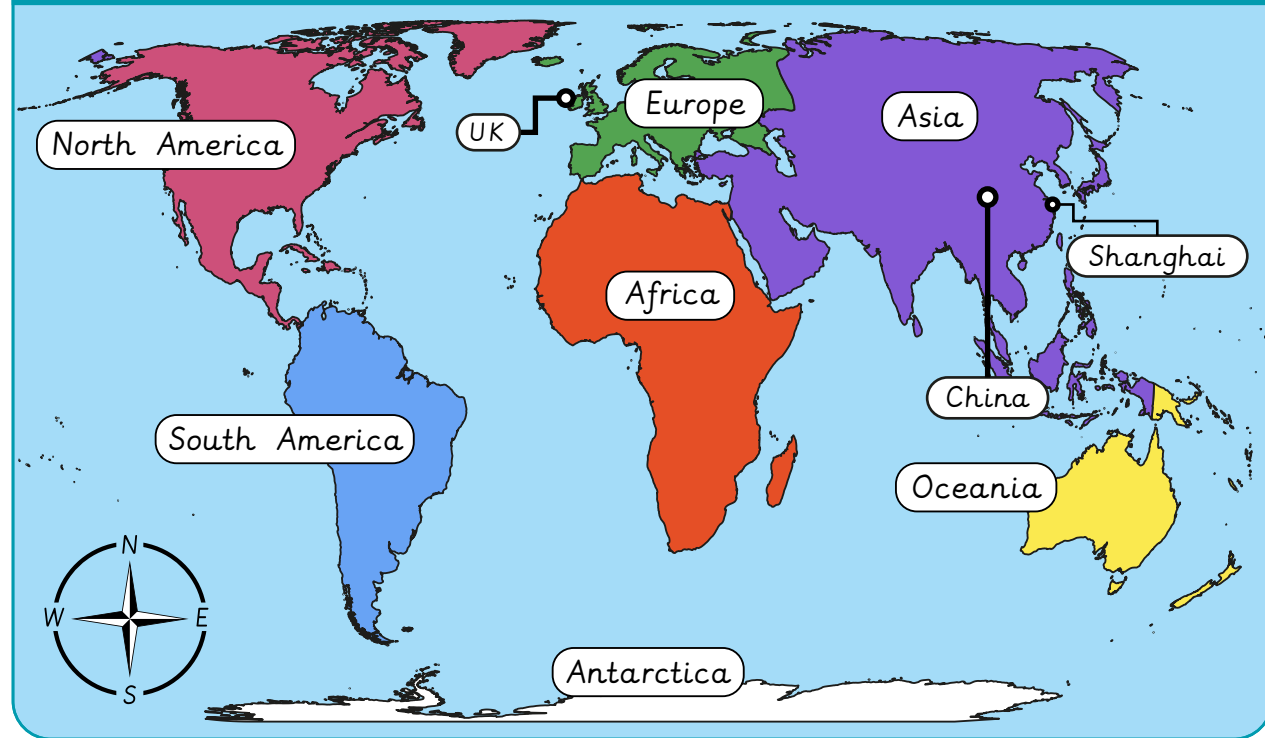 Europe
Asia
UK
North America
Shanghai
Africa
China
South America
Oceania
N
W
E
S
Antarctica